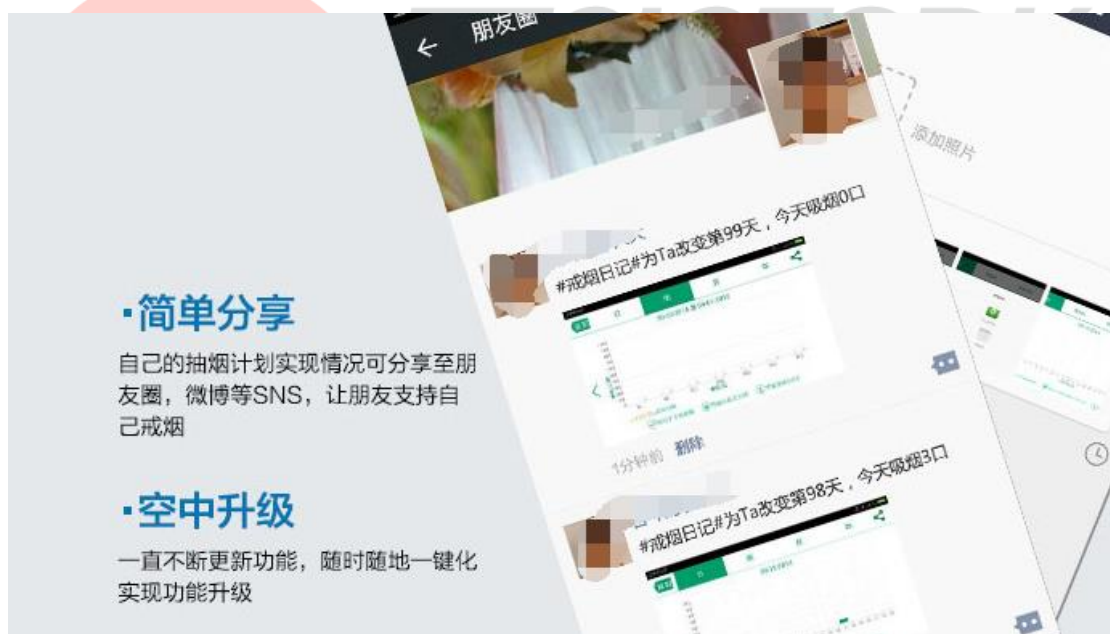 朋友圈
添加照片
#戒烟日记#为Ta改变第99天，今天吸烟0口
·简单分享
自己的抽烟计划实现情况可分享至朋
友圈，微博等SNS，让朋友支持自
己戒烟
1分钟前 删除
#戒烟日记#为Ta改变第98天，今天吸烟3口
·空中升级
一直不断更新功能，随时随地一键化
实现功能升级